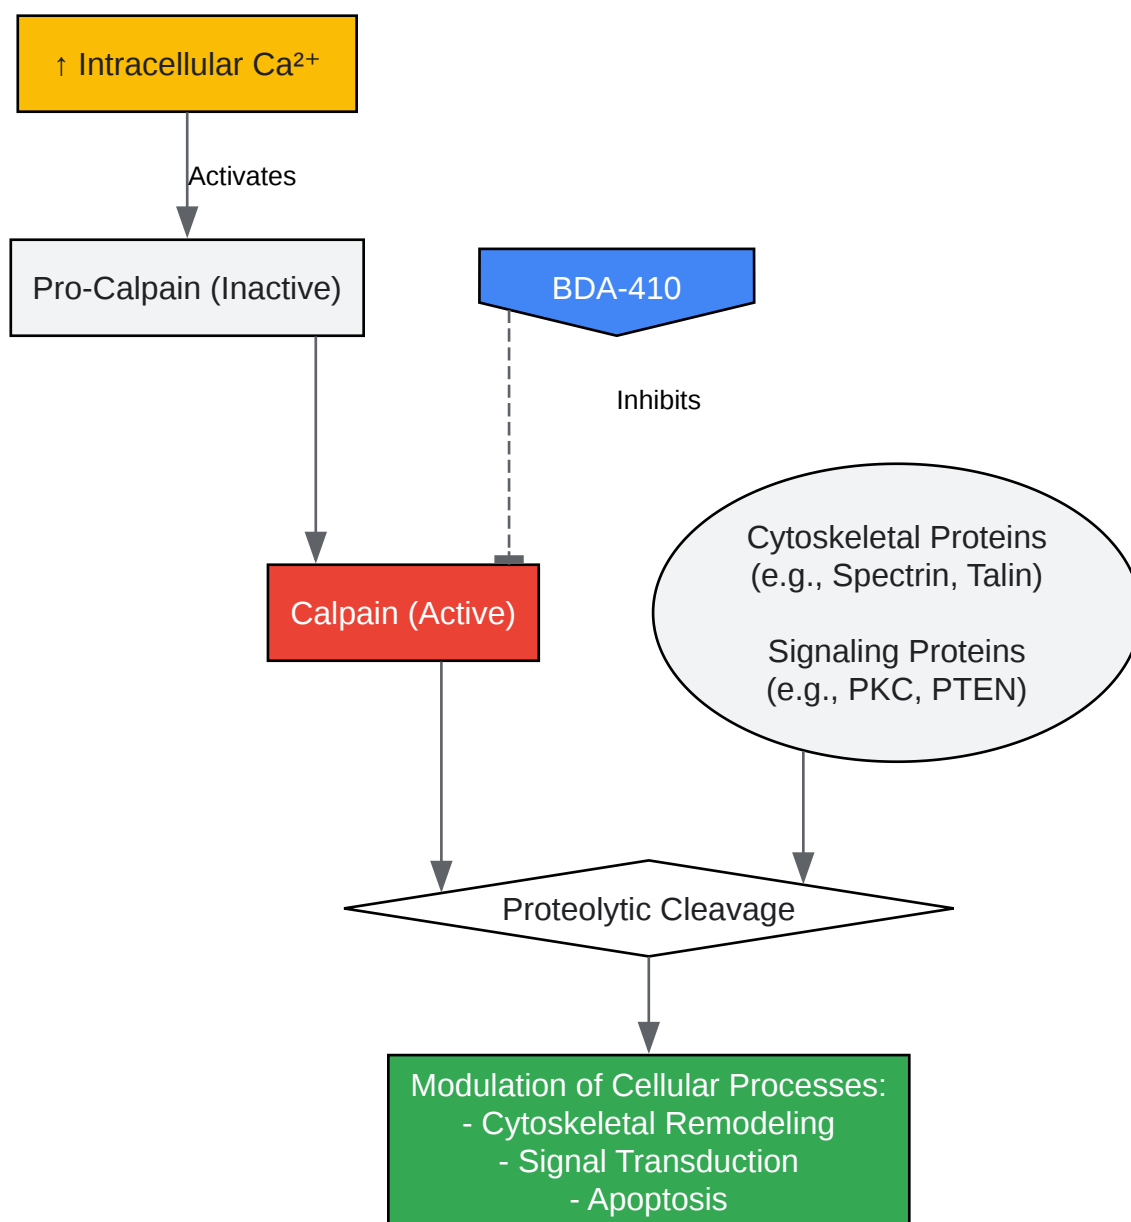 ↑ Intracellular Ca²⁺
Activates
Pro-Calpain (Inactive)
BDA-410
Inhibits
Cytoskeletal Proteins
(e.g., Spectrin, Talin)
Signaling Proteins
(e.g., PKC, PTEN)
Calpain (Active)
Proteolytic Cleavage
Modulation of Cellular Processes:
- Cytoskeletal Remodeling
- Signal Transduction
- Apoptosis